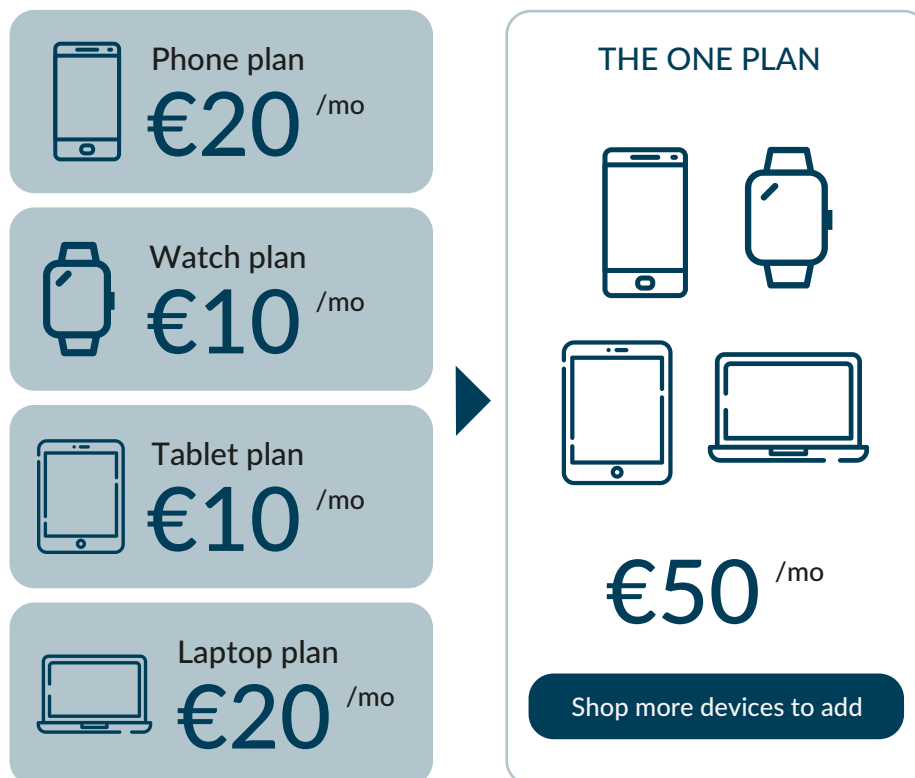 Phone plan
€20 /mo
Watch plan
€10 /mo
Tablet plan
€10 /mo
Laptop plan
€20 /mo
THE ONE PLAN
€50 /mo
Shop more devices to add